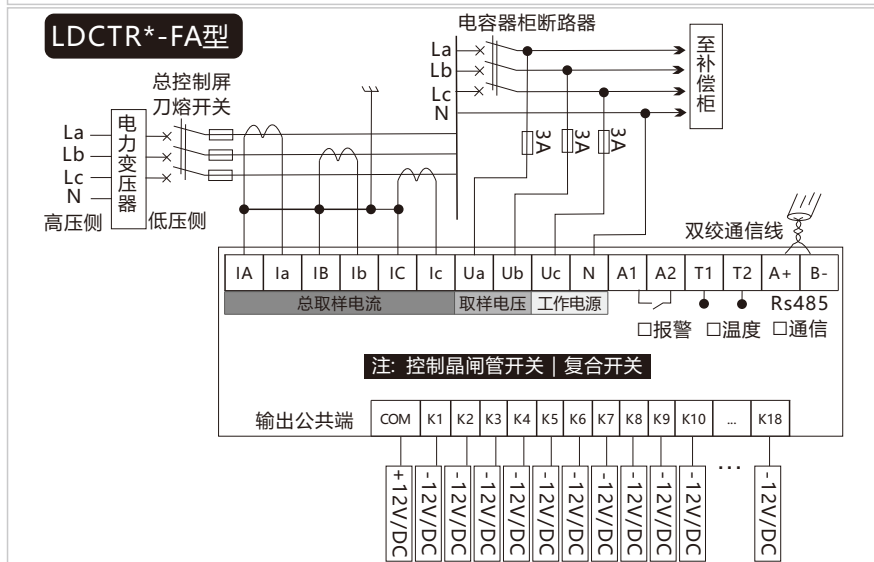 LDCTR*-FA型
电容器柜断路器
La
Lb
Lc
N
至补偿柜
总控制屏
刀熔开关
3A
3A
3A
La
Lb
Lc
N
电力变压器
高压侧
低压侧
双绞通信线
IA Ia IB Ib IC Ic Ua Ub Uc N A1 A2 T1 T2 A+ B-
总取样电流 取样电压 工作电源
Rs485
□报警 □温度 □通信
注: 控制晶闸管开关 | 复合开关
输出公共端 COM K1 K2 K3 K4 K5 K6 K7 K8 K9 K10 ... K18
+12V/DC -12V/DC -12V/DC -12V/DC -12V/DC -12V/DC -12V/DC -12V/DC -12V/DC -12V/DC -12V/DC ... -12V/DC